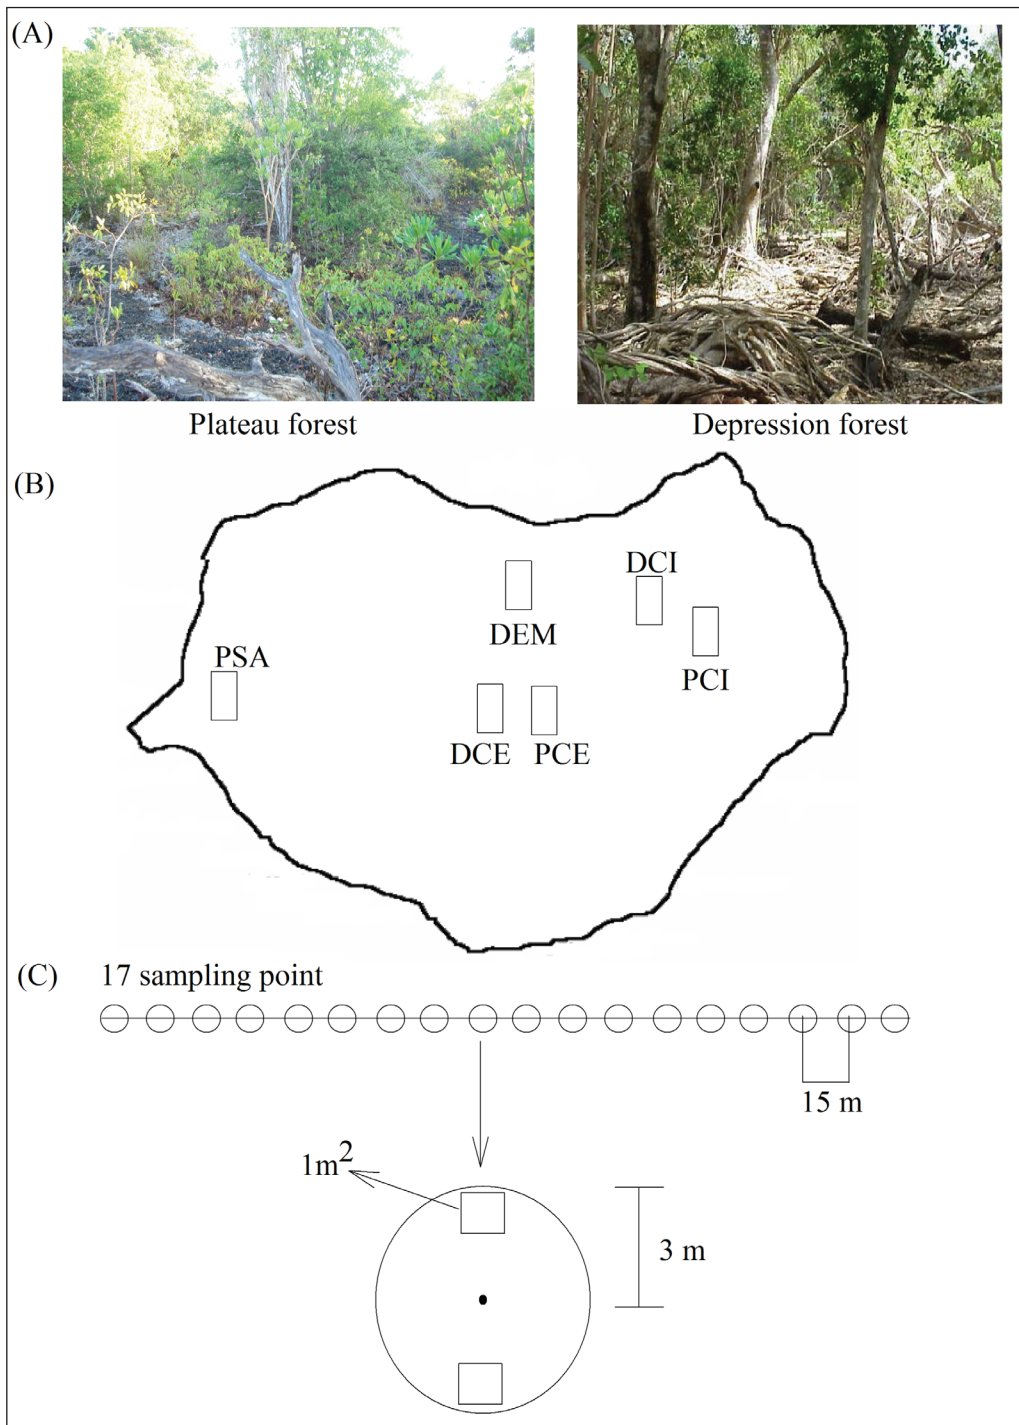 (A)
Plateau forest
Depression forest
(B)
DCI
DEM
PSA
PCI
DCE
PCE
(C)
17 sampling point
15 m
1m²
3 m